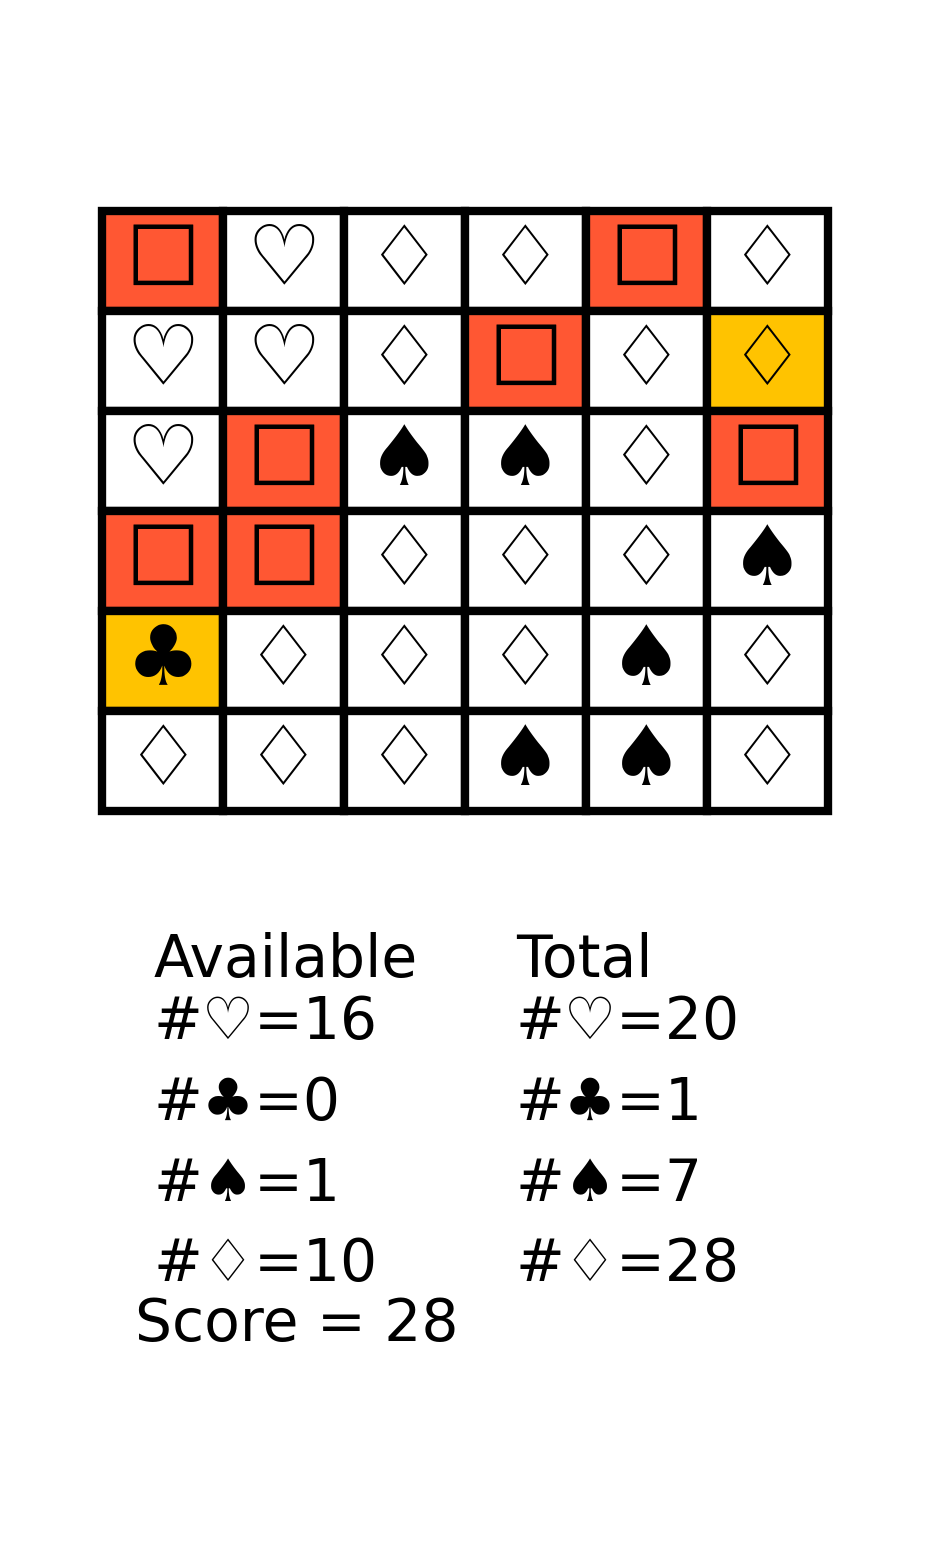 □ ♡ ♢ ♢ □ ♢
♡ ♡ ♢ □ ♢ ♢
♡ □ ♠ ♠ ♢ □
□ □ ♢ ♢ ♢ ♠
♣ ♢ ♢ ♢ ♠ ♢
♢ ♢ ♢ ♠ ♠ ♢
Available Total
#♡=16 #♡=20
#♣=0 #♣=1
#♠=1 #♠=7
#♢=10 #♢=28
Score = 28